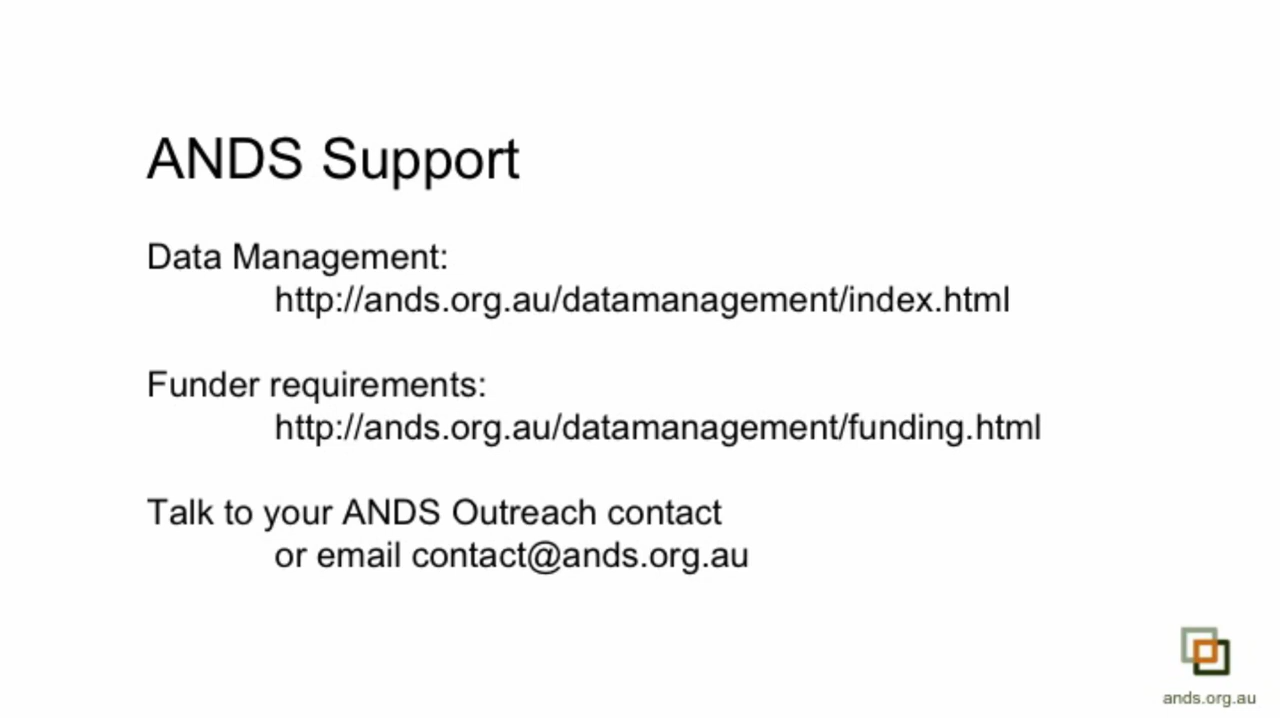 ANDS Support
Data Management:
http://ands.org.au/datamanagement/index.html
Funder requirements:
http://ands.org.au/datamanagement/funding.html
Talk to your ANDS Outreach contact
or email contact@ands.org.au
ands.org.au